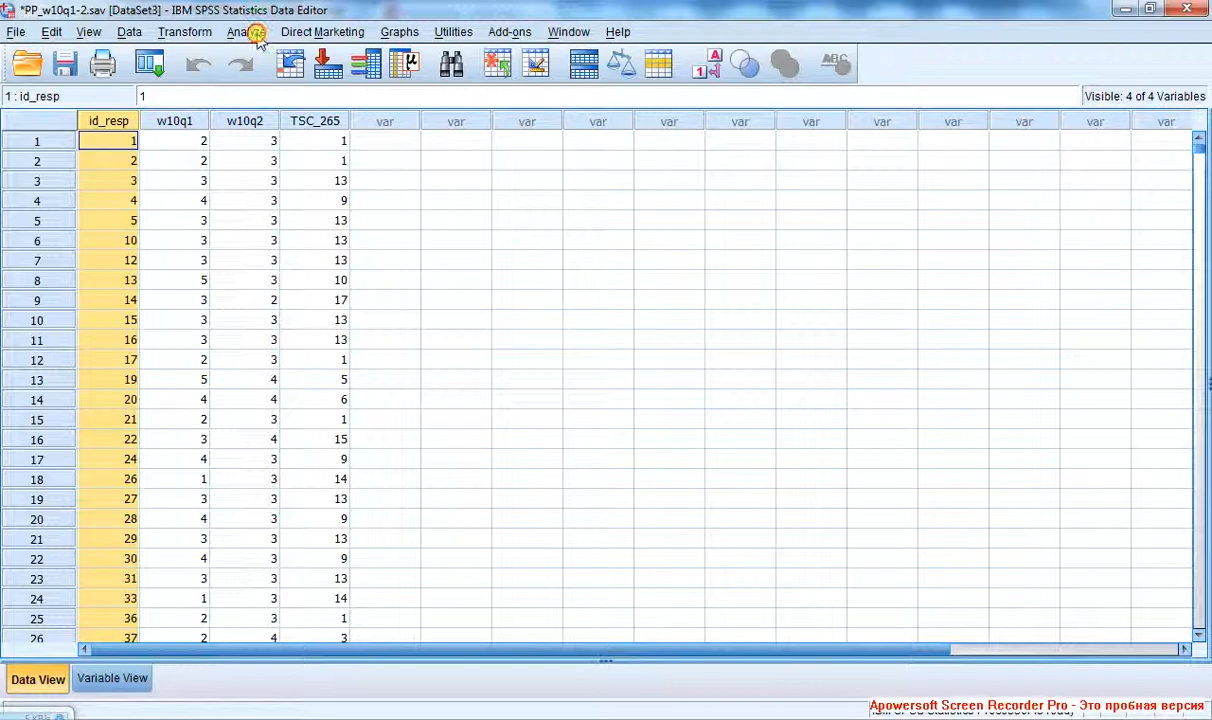 *PP_w10q1-2.sav [DataSet3] - IBM SPSS Statistics Data Editor
File Edit View Data Transform Analyze Direct Marketing Graphs Utilities Add-ons Window Help
1 : id_resp 1 Visible: 4 of 4 Variables
id_resp w10q1 w10q2 TSC_265 var var var var var var var var var var var var
1 1 2 3 1
2 2 2 3 1
3 3 3 3 13
4 4 4 3 9
5 5 3 3 13
6 10 3 3 13
7 12 3 3 13
8 13 5 3 10
9 14 3 2 17
10 15 3 3 13
11 16 3 3 13
12 17 2 3 1
13 19 5 4 5
14 20 4 4 6
15 21 2 3 1
16 22 3 4 15
17 24 4 3 9
18 26 1 3 14
19 27 3 3 13
20 28 4 3 9
21 29 3 3 13
22 30 4 3 9
23 31 3 3 13
24 33 1 3 14
25 36 2 3 1
26 37 2 4 3
Data View Variable View
Apowersoft Screen Recorder Pro - Это пробная версия